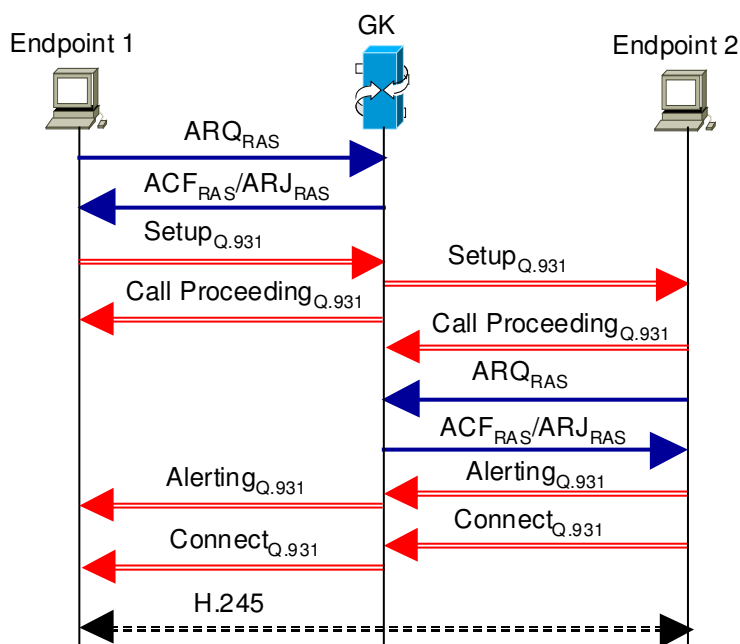 GK
Endpoint 1
Endpoint 2
ARQRAS
ACFRAS/ARJRAS
SetupQ.931
SetupQ.931
Call ProceedingQ.931
Call ProceedingQ.931
ARQRAS
ACFRAS/ARJRAS
AlertingQ.931
AlertingQ.931
ConnectQ.931
ConnectQ.931
H.245